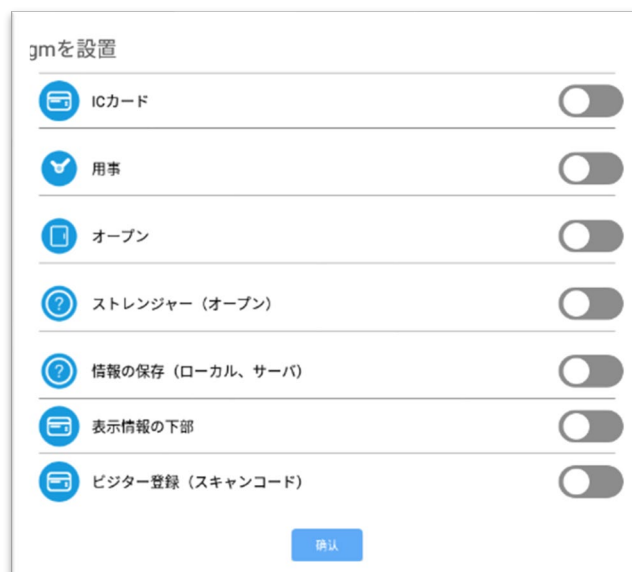 gmを設置
ICカード
用事
オープン
ストレンジャー（オープン）
情報の保存（ローカル、サーバ）
表示情報の下部
ビジター登録（スキャンコード）
确认